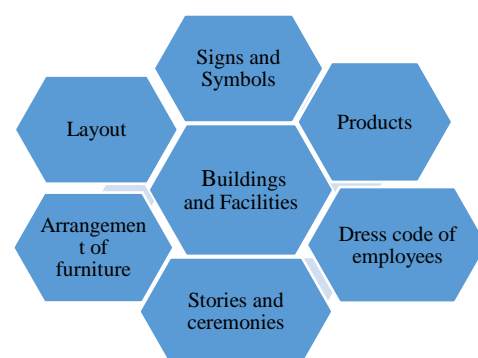 Signs and
Symbols
Layout
Products
Buildings
and Facilities
Arrangemen
t of
furniture
Dress code of
employees
Stories and
ceremonies